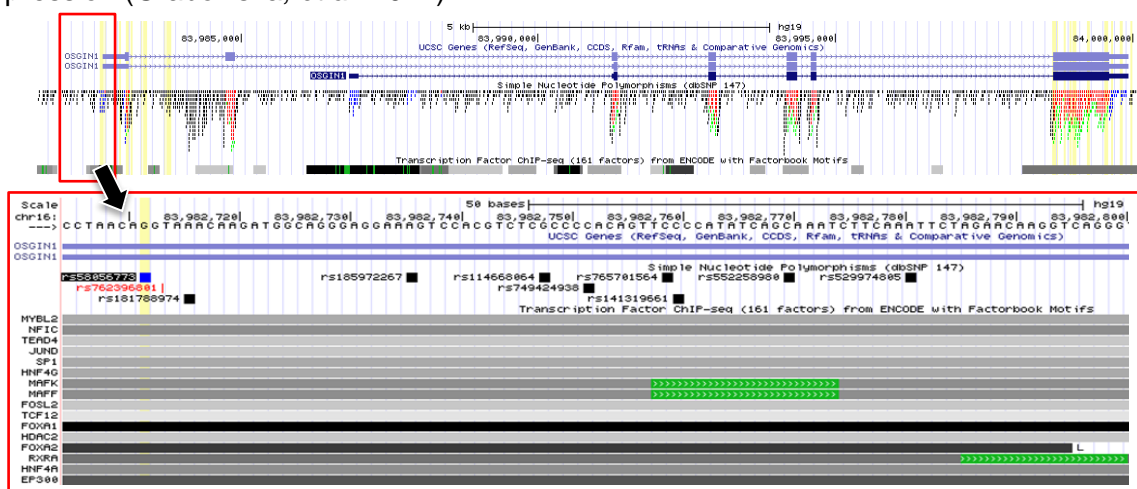 5 kb hg19
83,985,000 83,990,000 83,995,000 84,000,000
UCSC Genes (RefSeq, GenBank, CCDS, Rfam, tRNAs & Comparative Genomics)
OSGIN1
OSGIN1
OSGIN1
Simple Nucleotide Polymorphisms (dbSNP 147)
Transcription Factor ChIP-seq (161 factors) from ENCODE with Factorbook Motifs
Scale 50 bases hg19
chr16: 83,982,720 83,982,730 83,982,740 83,982,750 83,982,760 83,982,770 83,982,780 83,982,790 83,982,800
---> CCTAACAGGTAAACAAGATGGCAGGGAGGAAAGTCCACGTCTCGCCCCACAGTTCCCC
UCSC Genes (RefSeq, GenBank, CCDS, Rfam, tRNAs & Comparative Genomics)
OSGIN1
OSGIN1
Simple Nucleotide Polymorphisms (dbSNP 147)
rs58056773 rs185972267 rs114668064 rs765701564 rs552258980 rs529974805
rs762396801 rs749424938
rs181788974 rs141319661
Transcription Factor ChIP-seq (161 factors) from ENCODE with Factorbook Motifs
MYBL2
NFIC
TEAD4
JUND
SP1
HNF4G
MAFK
MAFF
FOSL2
TCF12
FOXA1
HDAC2
FOXA2 L
RXRA
HNF4A
EP300